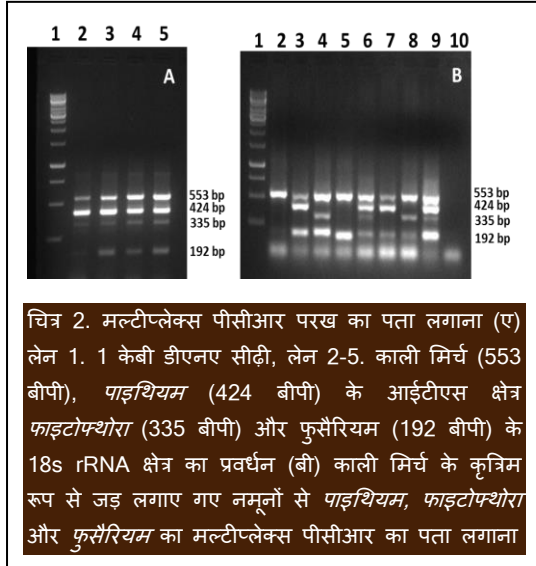 1 2 3 4 5
A
553 bp
424 bp
335 bp
192 bp
1 2 3 4 5 6 7 8 9 10
B
553 bp
424 bp
335 bp
192 bp
चित्र 2. मल्टीप्लेक्स पीसीआर परख का पता लगाना (ए)
लेन 1. 1 केबी डीएनए सीढ़ी, लेन 2-5. काली मिर्च (553
बीपी), पाइथियम (424 बीपी) के आईटीएस क्षेत्र
फाइटोफ्थोरा (335 बीपी) और फुसैरियम (192 बीपी) के
18s rRNA क्षेत्र का प्रवर्धन (बी) काली मिर्च के कृत्रिम
रूप से जड़ लगाए गए नमूनों से पाइथियम, फाइटोफ्थोरा
और फुसैरियम का मल्टीप्लेक्स पीसीआर का पता लगाना